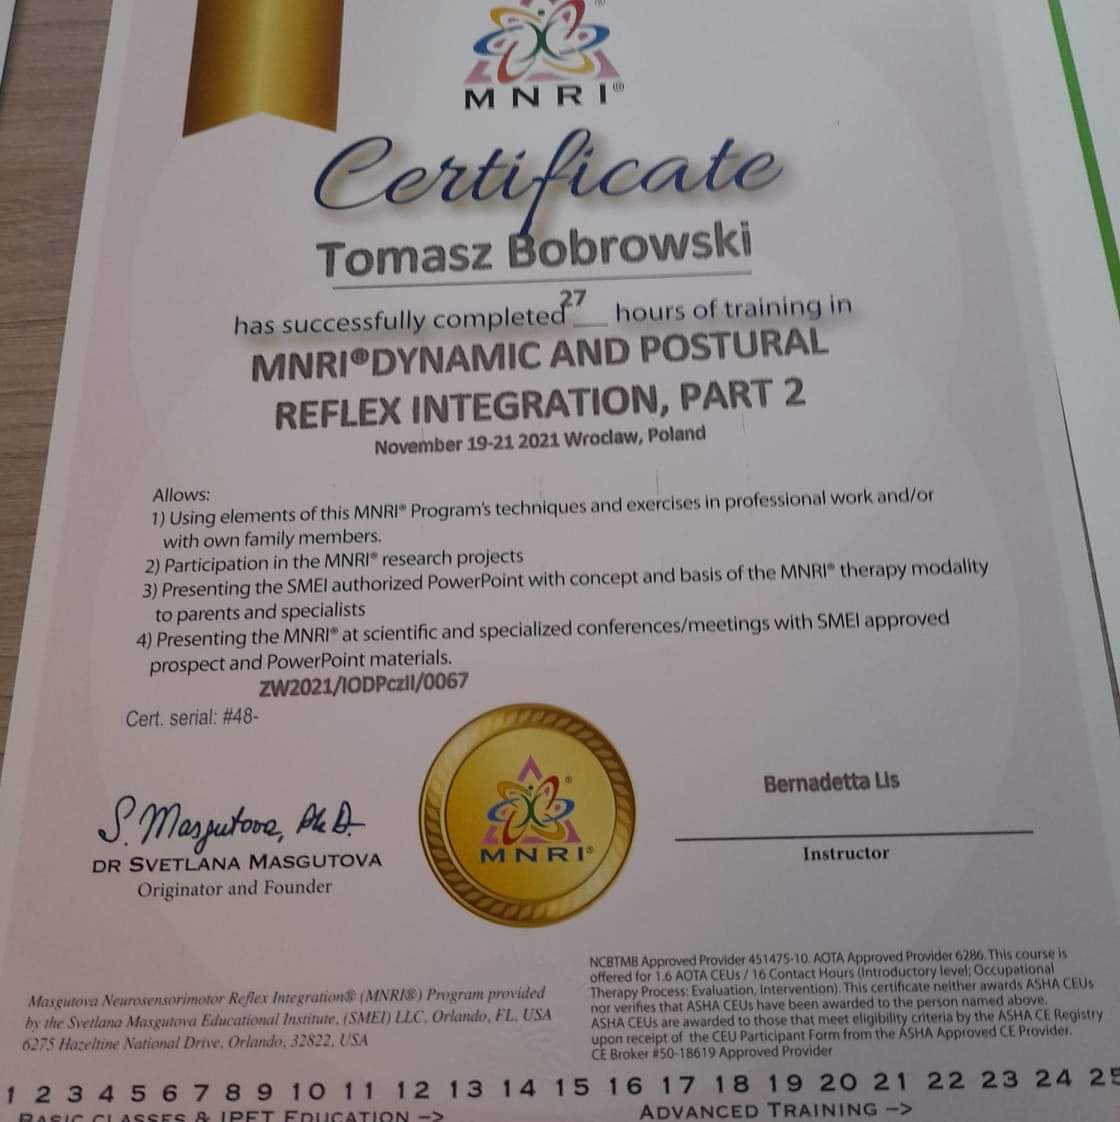 MNRI®
Certificate
Tomasz Bobrowski
has successfully completed 27 hours of training in
MNRI® DYNAMIC AND POSTURAL
REFLEX INTEGRATION, PART 2
November 19-21 2021 Wroclaw, Poland
Allows:
1) Using elements of this MNRI® Program's techniques and exercises in professional work and/or
with own family members.
2) Participation in the MNRI® research projects
3) Presenting the SMEI authorized PowerPoint with concept and basis of the MNRI® therapy modality
to parents and specialists
4) Presenting the MNRI® at scientific and specialized conferences/meetings with SMEI approved
prospect and PowerPoint materials.
ZW2021/IODPczII/0067
Cert. serial: #48-
S. Masgutova, Ph.D.
DR SVETLANA MASGUTOVA
Originator and Founder
MNRI®
Bernadetta Lis
Instructor
Masgutova Neurosensorimotor Reflex Integration® (MNRI®) Program provided
by the Svetlana Masgutova Educational Institute, (SMEI) LLC, Orlando, FL, USA
6275 Hazeltine National Drive, Orlando, 32822, USA
NCBTMB Approved Provider 451475-10. AOTA Approved Provider 6286. This course is
offered for 1.6 AOTA CEUs / 16 Contact Hours (Introductory level; Occupational
Therapy Process: Evaluation, Intervention). This certificate neither awards ASHA CEUs
nor verifies that ASHA CEUs have been awarded to the person named above.
ASHA CEUs are awarded to those that meet eligibility criteria by the ASHA CE Registry
upon receipt of the CEU Participant Form from the ASHA Approved CE Provider.
CE Broker #50-18619 Approved Provider
1 2 3 4 5 6 7 8 9 10 11 12 13 14 15 16 17 18 19 20 21 22 23 24 25
BASIC CLASSES & IPET EDUCATION -->
ADVANCED TRAINING -->